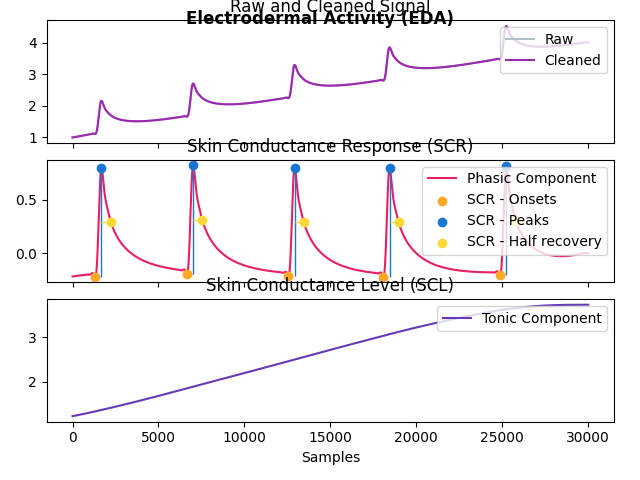 Raw and Cleaned Signal
Electrodermal Activity (EDA)
4
3
2
1
Raw
Cleaned
Skin Conductance Response (SCR)
0.5
0.0
Phasic Component
SCR - Onsets
SCR - Peaks
SCR - Half recovery
Skin Conductance Level (SCL)
3
2
Tonic Component
0 5000 10000 15000 20000 25000 30000
Samples